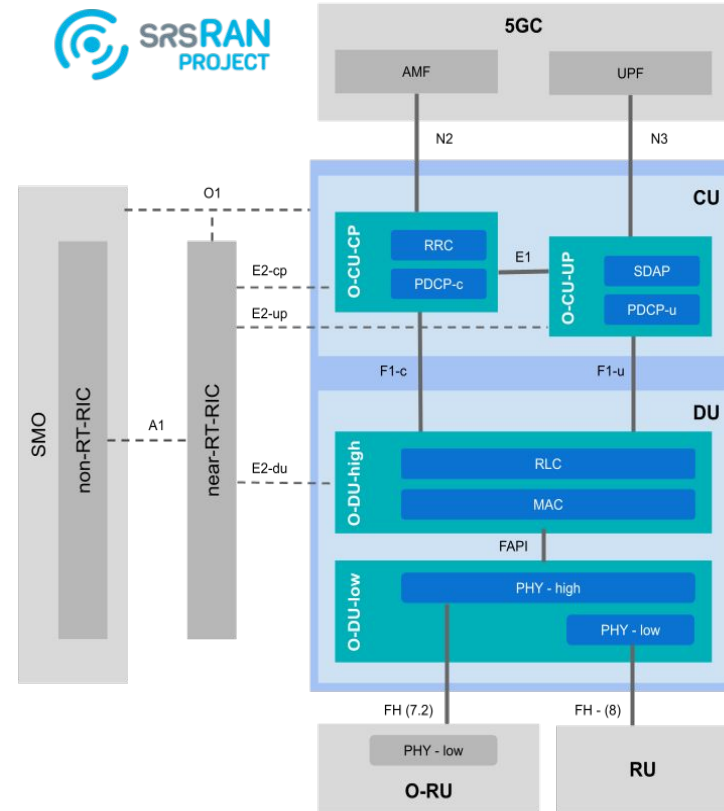 srsRAN
PROJECT
5GC
AMF
UPF
N2
N3
O1
CU
O-CU-CP
RRC
PDCP-c
E1
O-CU-UP
SDAP
PDCP-u
E2-cp
E2-up
F1-c
F1-u
SMO
non-RT-RIC
A1
near-RT-RIC
E2-du
DU
O-DU-high
RLC
MAC
FAPI
O-DU-low
PHY - high
PHY - low
FH (7.2)
FH - (8)
PHY - low
O-RU
RU